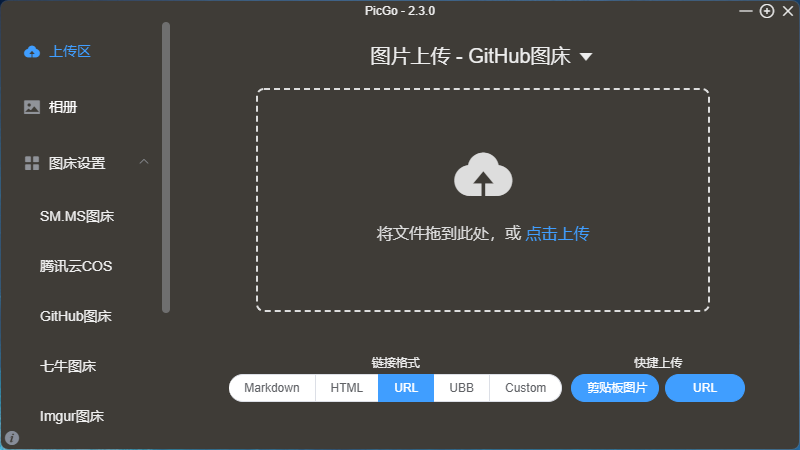 PicGo - 2.3.0
上传区
相册
图床设置
SM.MS图床
腾讯云COS
GitHub图床
七牛图床
Imgur图床
图片上传 - GitHub图床
将文件拖到此处，或 点击上传
链接格式
Markdown HTML URL UBB Custom
快捷上传
剪贴板图片 URL